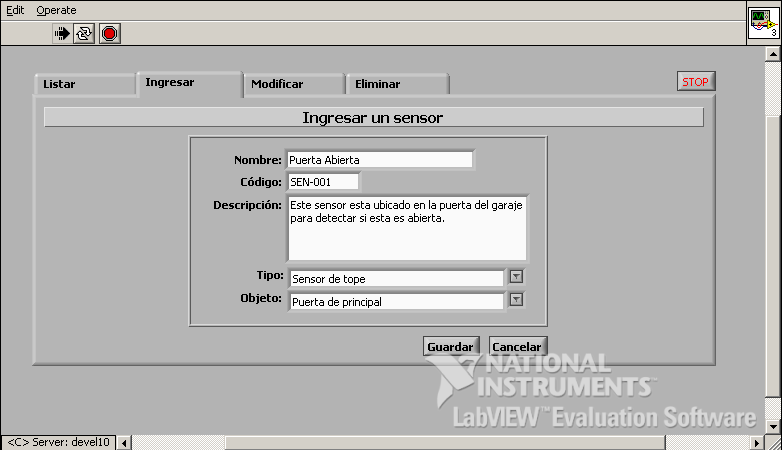 Edit Operate
3
Listar Ingresar Modificar Eliminar STOP
Ingresar un sensor
Nombre: Puerta Abierta
Código: SEN-001
Descripción: Este sensor esta ubicado en la puerta del garaje
para detectar si esta es abierta.
Tipo: Sensor de tope
Objeto: Puerta de principal
Guardar Cancelar
NATIONAL
INSTRUMENTS™
LabVIEW™ Evaluation Software
<C> Server: devel10